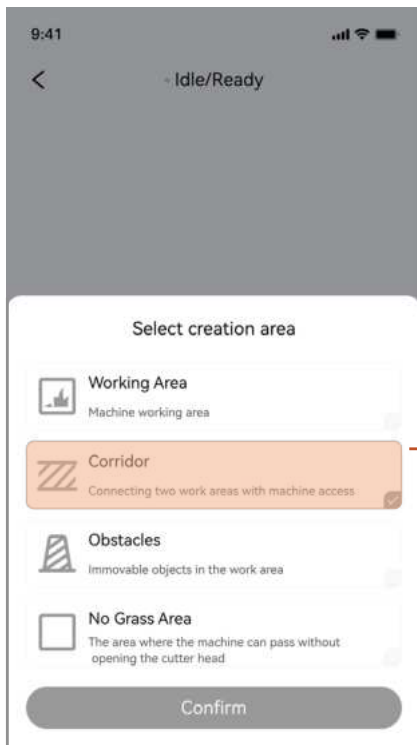 9:41
Idle/Ready
Select creation area
Working Area
Machine working area
Corridor
Connecting two work areas with machine access
Obstacles
Immovable objects in the work area
No Grass Area
The area where the machine can pass without
opening the cutter head
Confirm